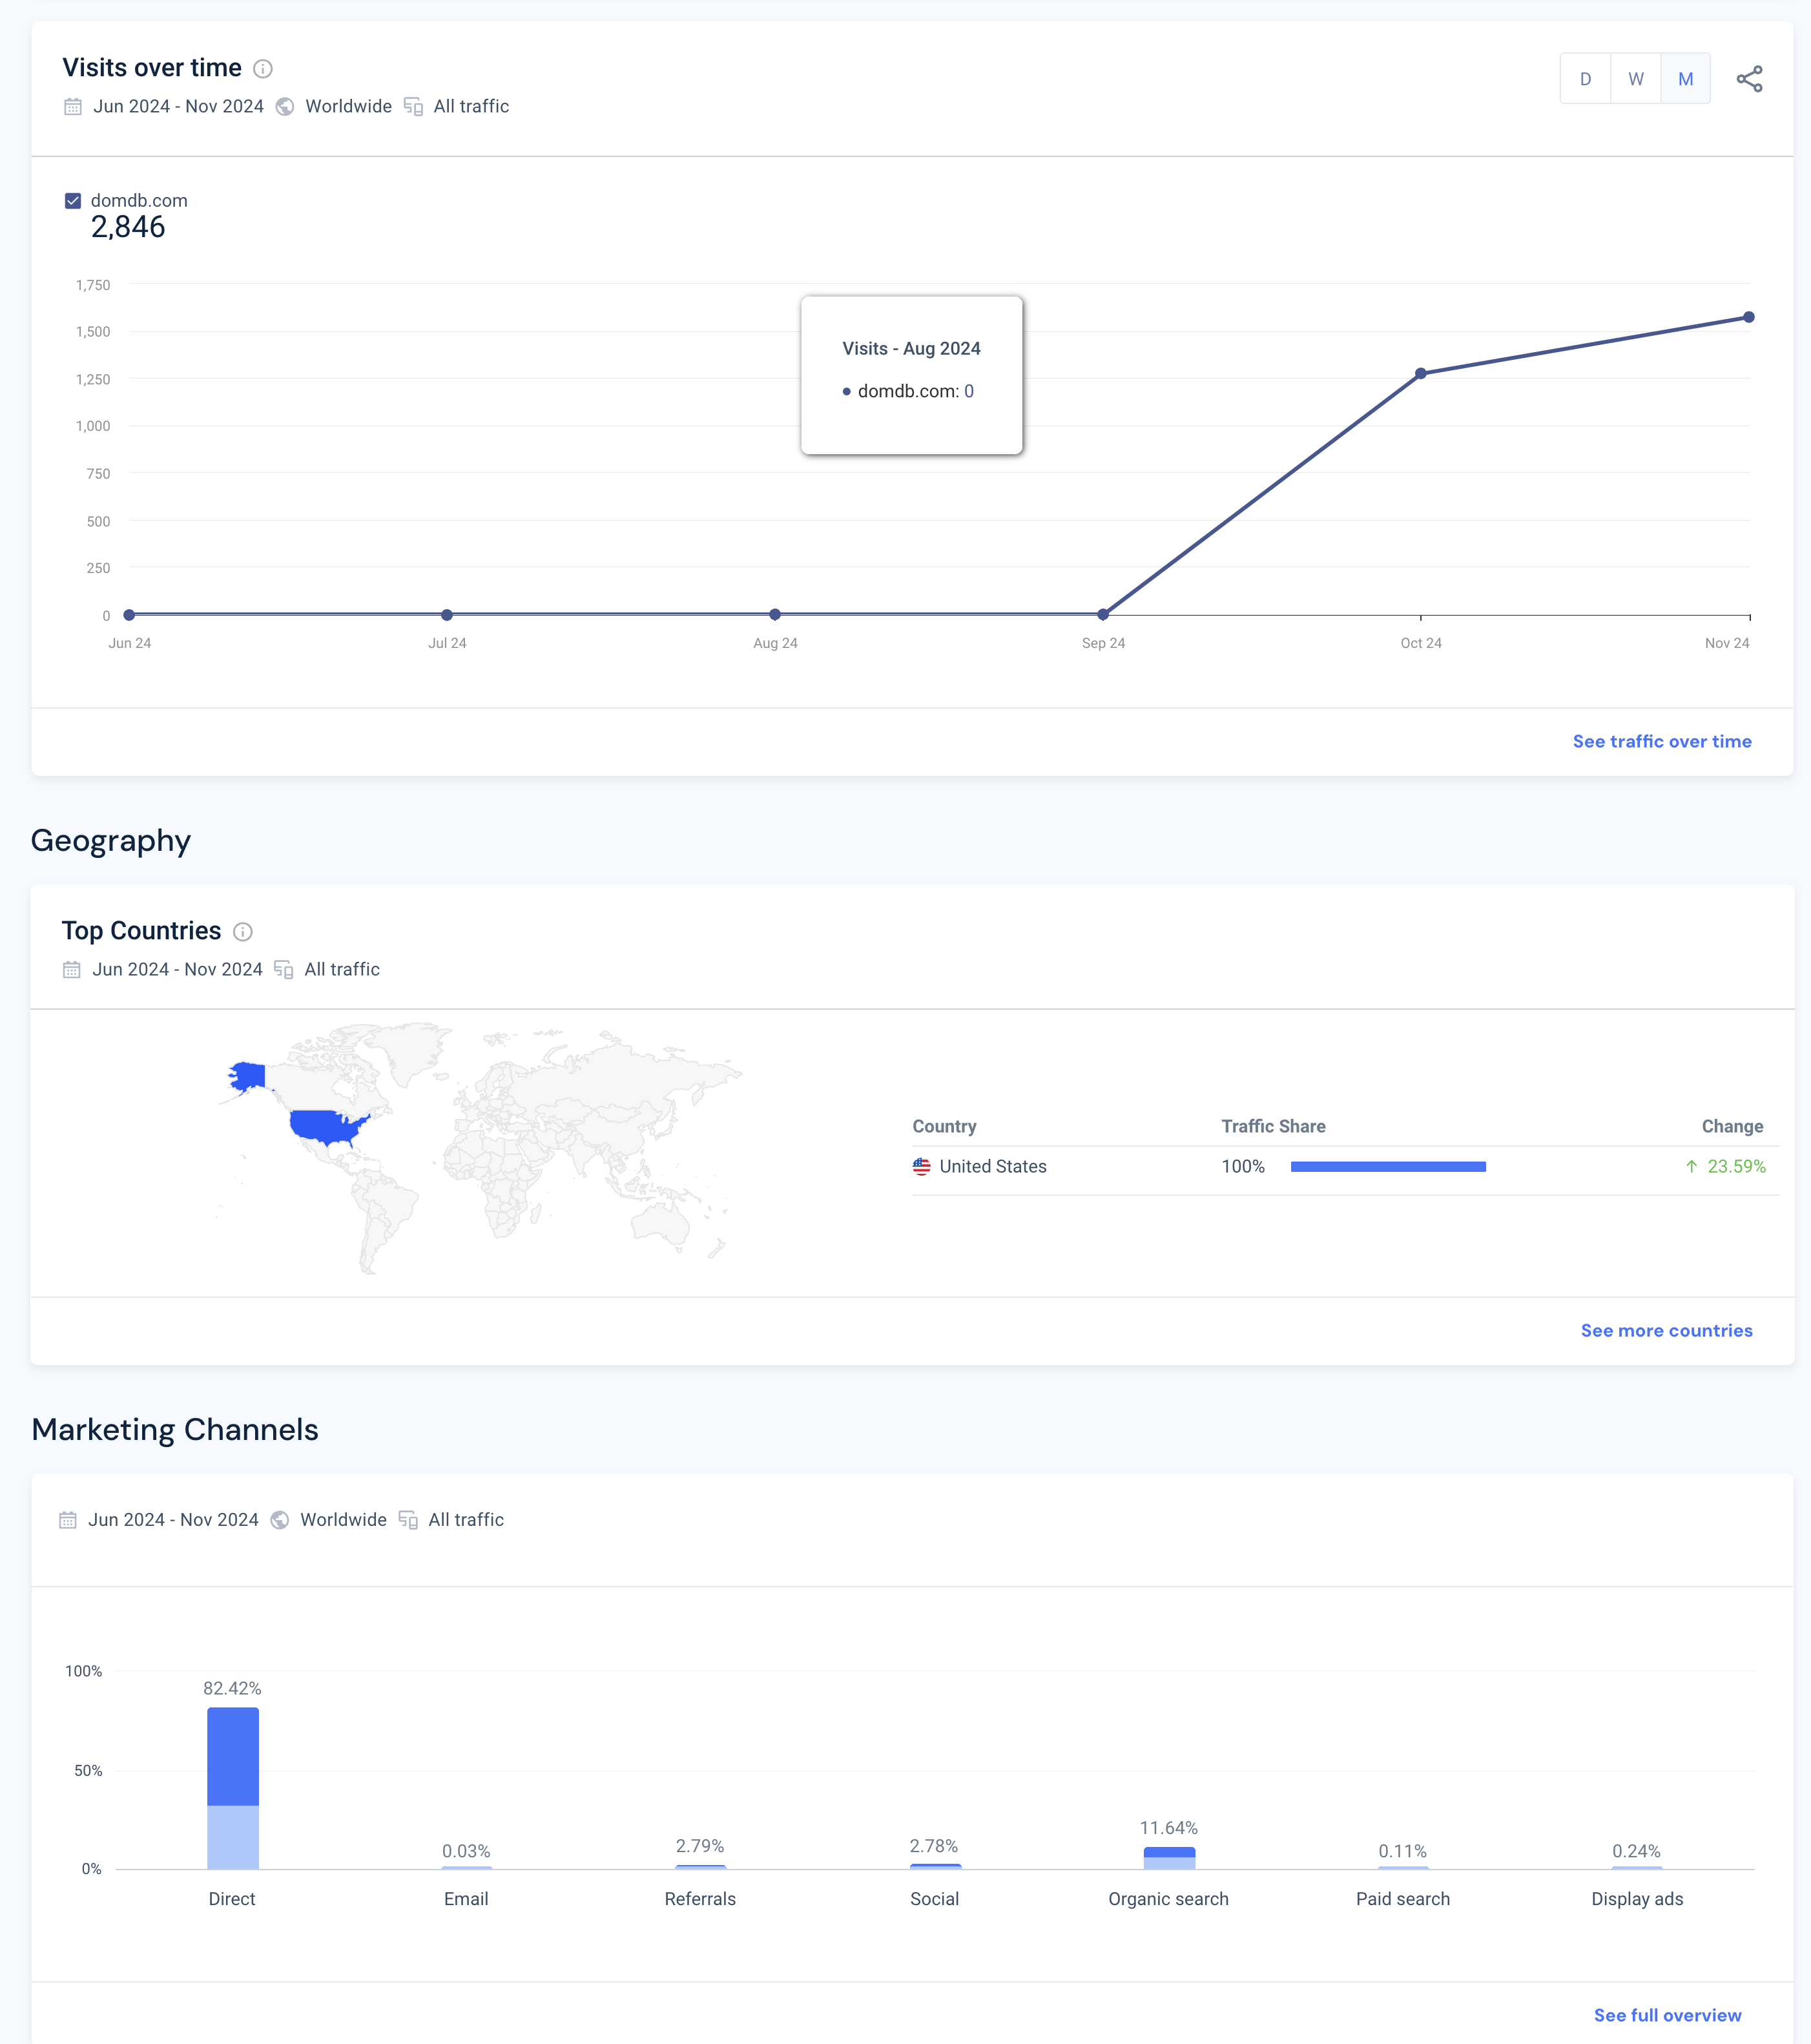 Visits over time
D W M
Jun 2024 - Nov 2024 Worldwide All traffic
domdb.com
2,846
1,750
1,500
1,250
1,000
750
500
250
0
Visits - Aug 2024
domdb.com: 0
Jun 24 Jul 24 Aug 24 Sep 24 Oct 24 Nov 24
See traffic over time
Geography
Top Countries
Jun 2024 - Nov 2024 All traffic
Country Traffic Share Change
United States 100% ↑ 23.59%
See more countries
Marketing Channels
Jun 2024 - Nov 2024 Worldwide All traffic
100%
50%
0%
82.42% 0.03% 2.79% 2.78% 11.64% 0.11% 0.24%
Direct Email Referrals Social Organic search Paid search Display ads
See full overview